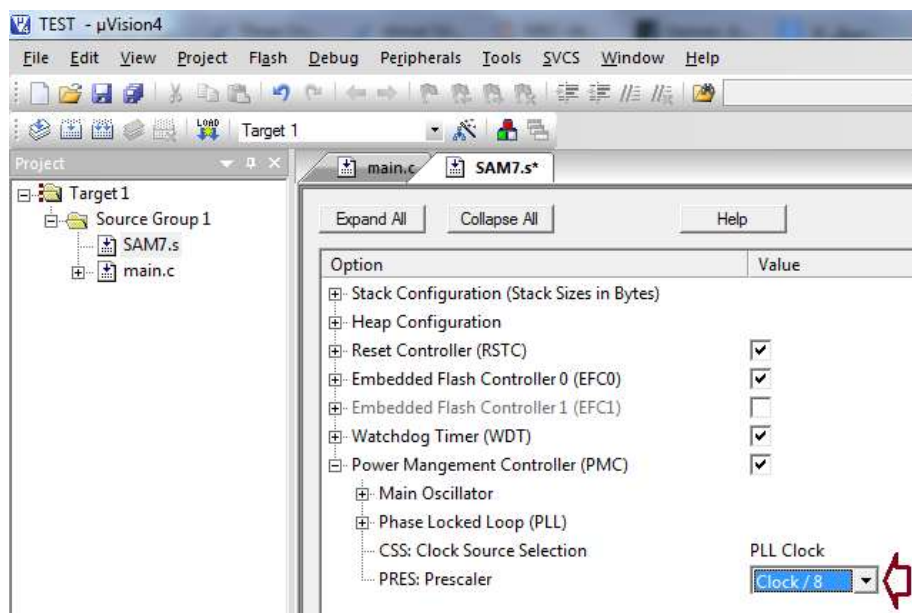 TEST - µVision4
File Edit View Project Flash Debug Peripherals Tools SVCS Window Help
LOAD Target 1
Project
main.c SAM7.s*
Target 1
Source Group 1
SAM7.s
main.c
Expand All Collapse All Help
Option Value
Stack Configuration (Stack Sizes in Bytes)
Heap Configuration
Reset Controller (RSTC)
Embedded Flash Controller 0 (EFC0)
Embedded Flash Controller 1 (EFC1)
Watchdog Timer (WDT)
Power Mangement Controller (PMC)
Main Oscillator
Phase Locked Loop (PLL)
CSS: Clock Source Selection PLL Clock
PRES: Prescaler Clock / 8